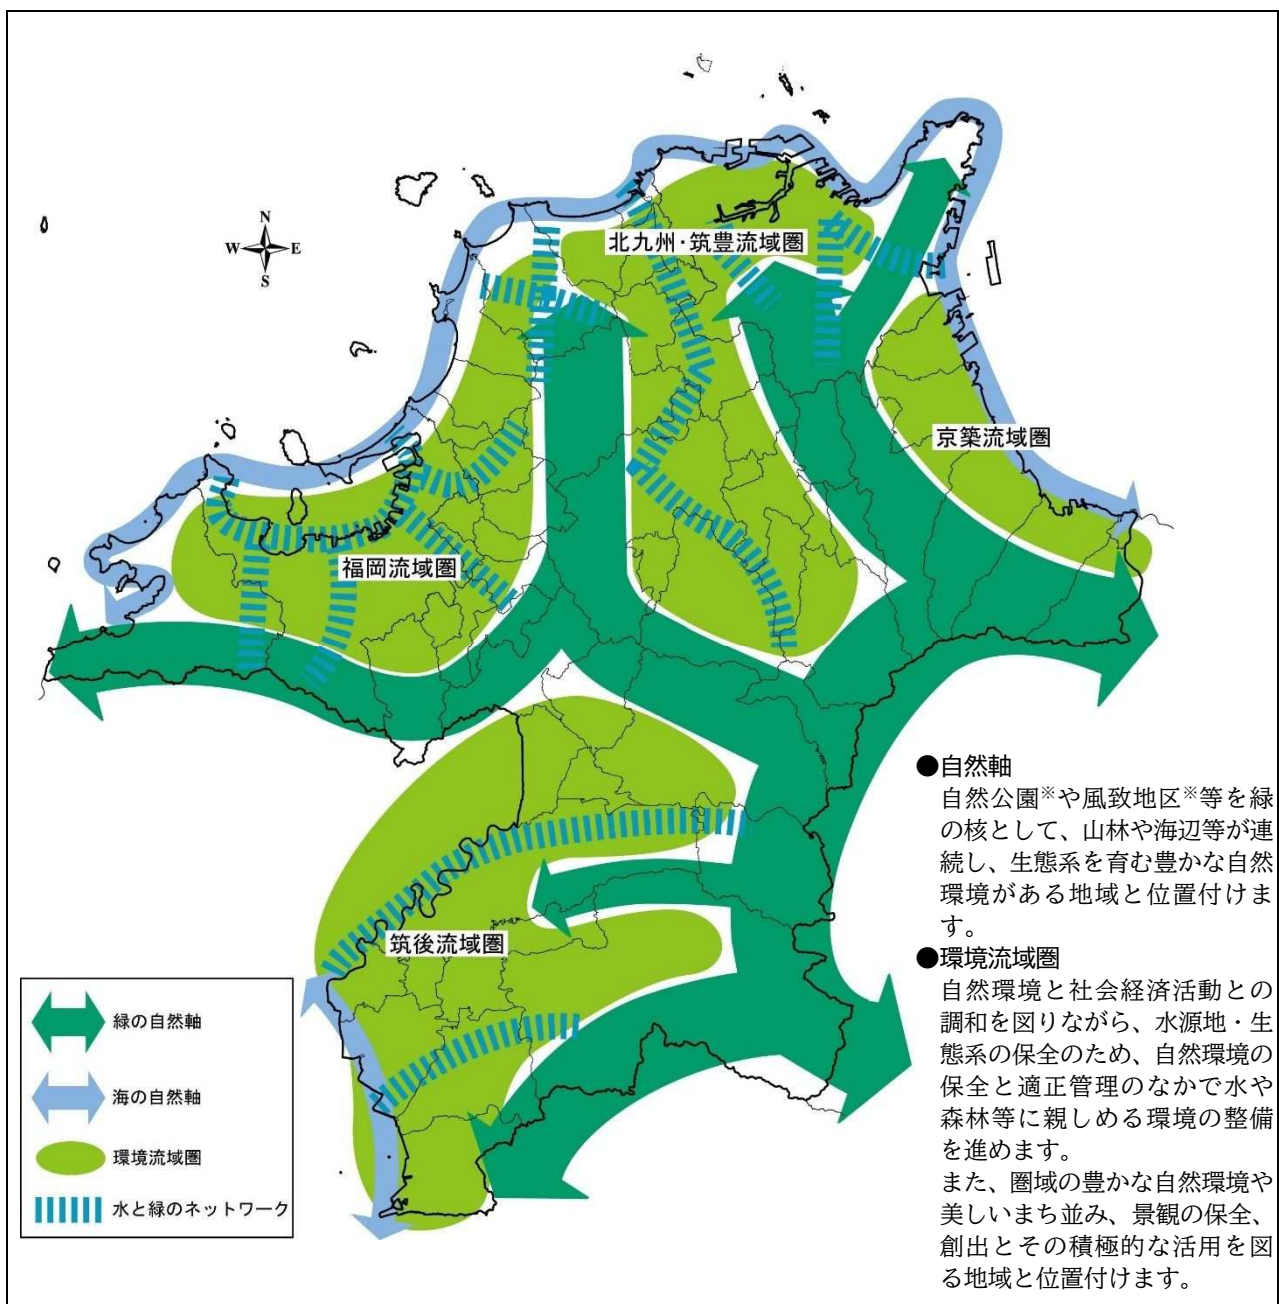 N
W E
S
北九州・筑豊流域圏
京築流域圏
福岡流域圏
筑後流域圏
●自然軸
自然公園※や風致地区※等を緑
の核として、山林や海辺等が連
続し、生態系を育む豊かな自然
環境がある地域と位置付けま
す。
●環境流域圏
自然環境と社会経済活動との
調和を図りながら、水源地・生
態系の保全のため、自然環境の
保全と適正管理のなかで水や
森林等に親しめる環境の整備
を進めます。
また、圏域の豊かな自然環境や
美しいまち並み、景観の保全、
創出とその積極的な活用を図
る地域と位置付けます。
緑の自然軸
海の自然軸
環境流域圏
水と緑のネットワーク